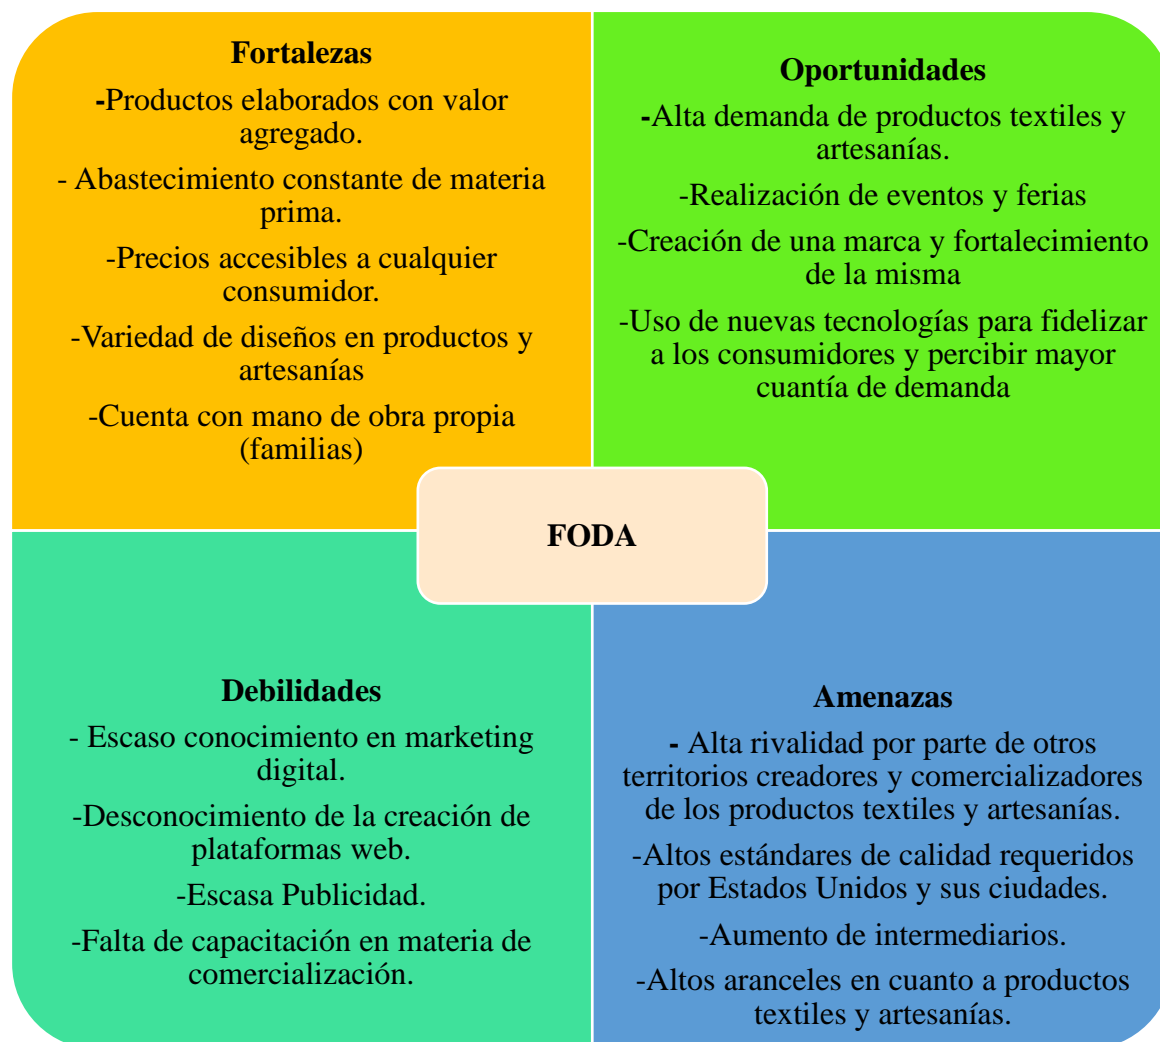 Fortalezas
-Productos elaborados con valor
agregado.
- Abastecimiento constante de materia
prima.
-Precios accesibles a cualquier
consumidor.
-Variedad de diseños en productos y
artesanías
-Cuenta con mano de obra propia
(familias)
Oportunidades
-Alta demanda de productos textiles y
artesanías.
-Realización de eventos y ferias
-Creación de una marca y fortalecimiento
de la misma
-Uso de nuevas tecnologías para fidelizar
a los consumidores y percibir mayor
cuantía de demanda
FODA
Debilidades
- Escaso conocimiento en marketing
digital.
-Desconocimiento de la creación de
plataformas web.
-Escasa Publicidad.
-Falta de capacitación en materia de
comercialización.
Amenazas
- Alta rivalidad por parte de otros
territorios creadores y comercializadores
de los productos textiles y artesanías.
-Altos estándares de calidad requeridos
por Estados Unidos y sus ciudades.
-Aumento de intermediarios.
-Altos aranceles en cuanto a productos
textiles y artesanías.